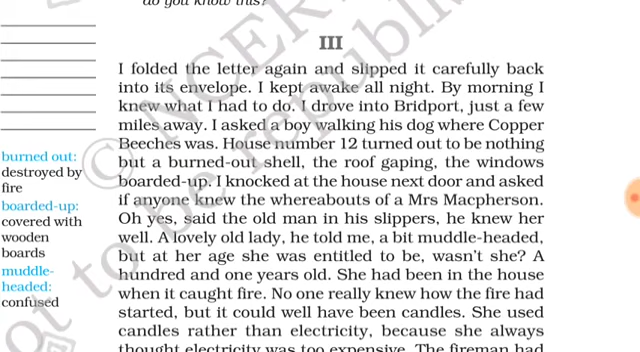 do you know this?
III
I folded the letter again and slipped it carefully back
into its envelope. I kept awake all night. By morning I
knew what I had to do. I drove into Bridport, just a few
miles away. I asked a boy walking his dog where Copper
Beeches was. House number 12 turned out to be nothing
but a burned-out shell, the roof gaping, the windows
boarded-up. I knocked at the house next door and asked
if anyone knew the whereabouts of a Mrs Macpherson.
Oh yes, said the old man in his slippers, he knew her
well. A lovely old lady, he told me, a bit muddle-headed,
but at her age she was entitled to be, wasn't she? A
hundred and one years old. She had been in the house
when it caught fire. No one really knew how the fire had
started, but it could well have been candles. She used
candles rather than electricity, because she always
thought electricity was too expensive. The fireman had
burned out:
destroyed by
fire
boarded-up:
covered with
wooden
boards
muddle-
headed:
confused
© NCERT
not to be republished